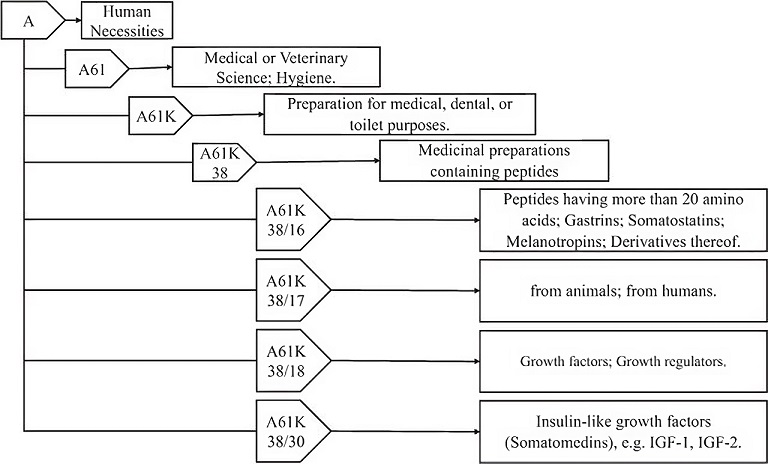 A
Human
Necessities
A61
Medical or Veterinary
Science; Hygiene.
A61K
Preparation for medical, dental, or
toilet purposes.
A61K
38
Medicinal preparations
containing peptides
A61K
38/16
Peptides having more than 20 amino
acids; Gastrins; Somatostatins;
Melanotropins; Derivatives thereof.
A61K
38/17
from animals; from humans.
A61K
38/18
Growth factors; Growth regulators.
A61K
38/30
Insulin-like growth factors
(Somatomedins), e.g. IGF-1, IGF-2.